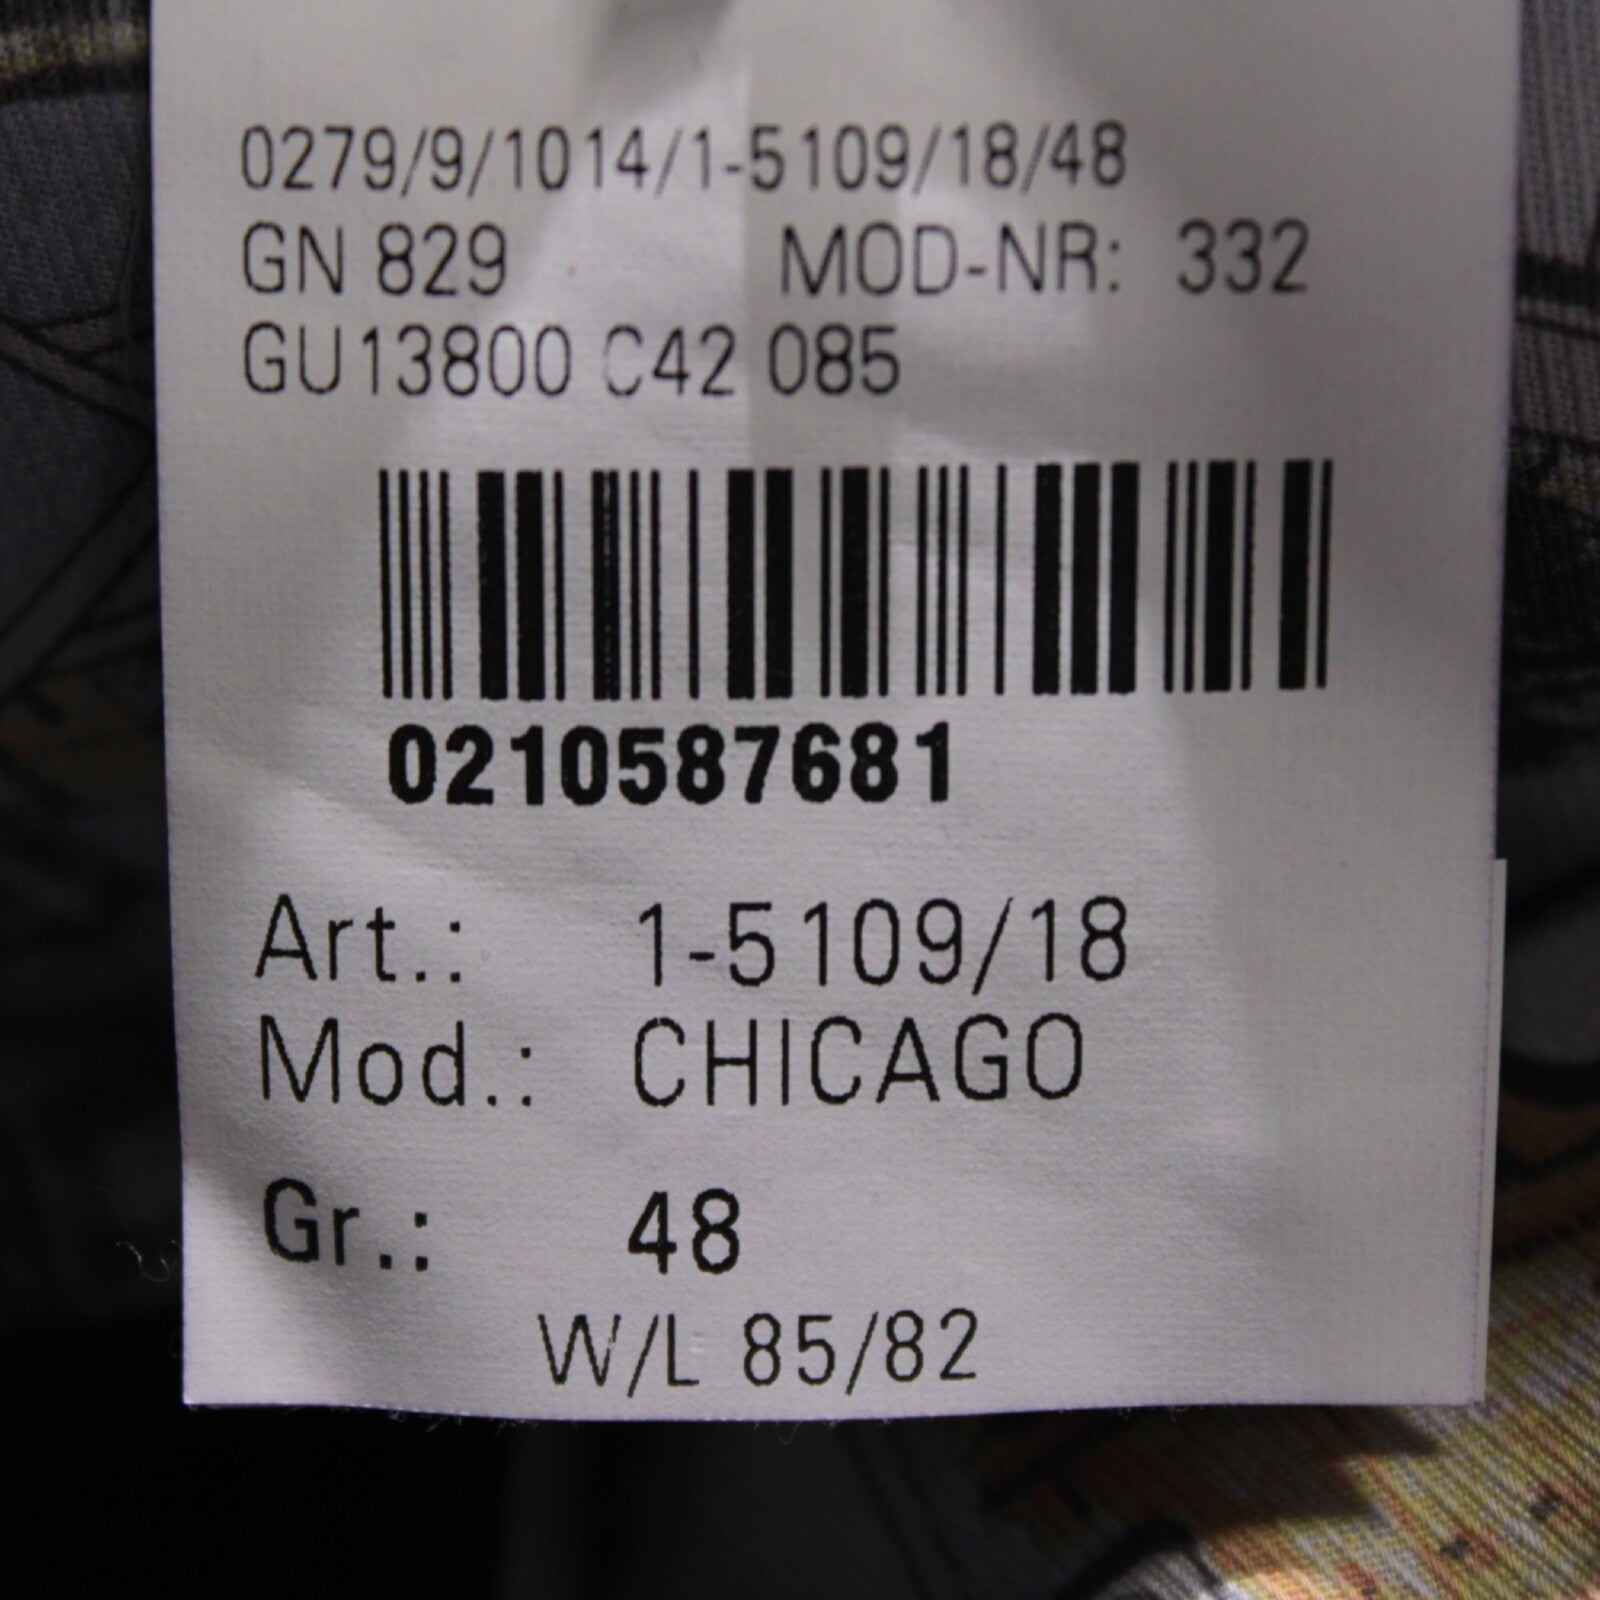 0279/9/1014/1-5109/18/48
GN 829 MOD-NR: 332
GU13800 C42 085
0210587681
Art.: 1-5109/18
Mod.: CHICAGO
Gr.: 48
W/L 85/82